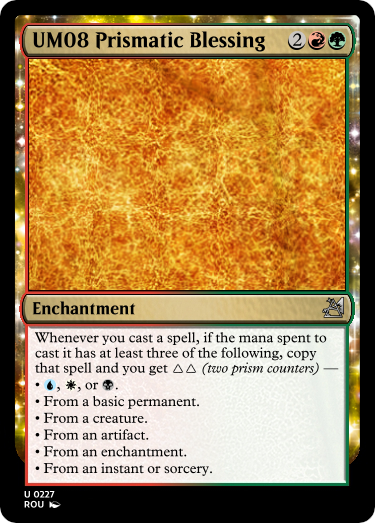 UM08 Prismatic Blessing 2
Enchantment
Whenever you cast a spell, if the mana spent to
cast it has at least three of the following, copy
that spell and you get △△ (two prism counters) —
• , , or .
• From a basic permanent.
• From a creature.
• From an artifact.
• From an enchantment.
• From an instant or sorcery.
U 0227
ROU